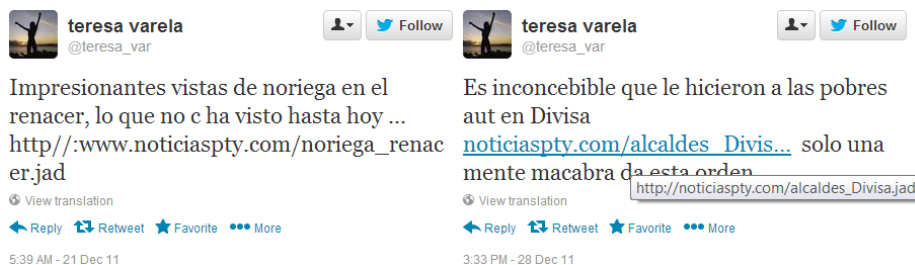 teresa varela
@teresa_var
Follow
Impresionantes vistas de noriega en el
renacer, lo que no c ha visto hasta hoy ...
http//:www.noticiaspty.com/noriega_renac
er.jad
View translation
Reply Retweet Favorite More
5:39 AM - 21 Dec 11
teresa varela
@teresa_var
Follow
Es inconcebible que le hicieron a las pobres
aut en Divisa
noticiaspty.com/alcaldes_Divis... solo una
mente macabra da esta orden
http://noticiaspty.com/alcaldes_Divisa.jad
View translation
Reply Retweet Favorite More
3:33 PM - 28 Dec 11